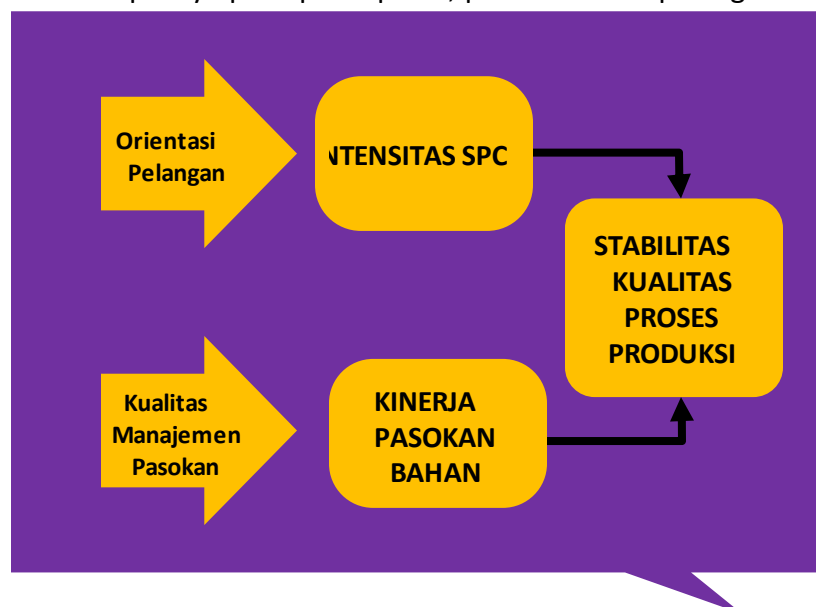 Orientasi
Pelangan
NTENSITAS SPC
STABILITAS
KUALITAS
PROSES
PRODUKSI
Kualitas
Manajemen
Pasokan
KINERJA
PASOKAN
BAHAN